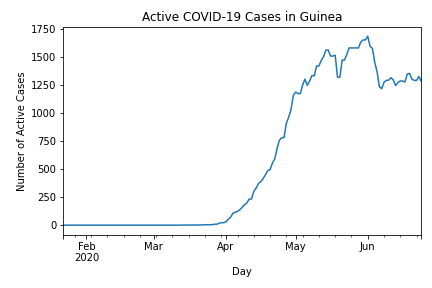 Active COVID-19 Cases in Guinea
Number of Active Cases
1750
1500
1250
1000
750
500
250
0
Feb
2020
Mar
Apr
May
Jun
Day